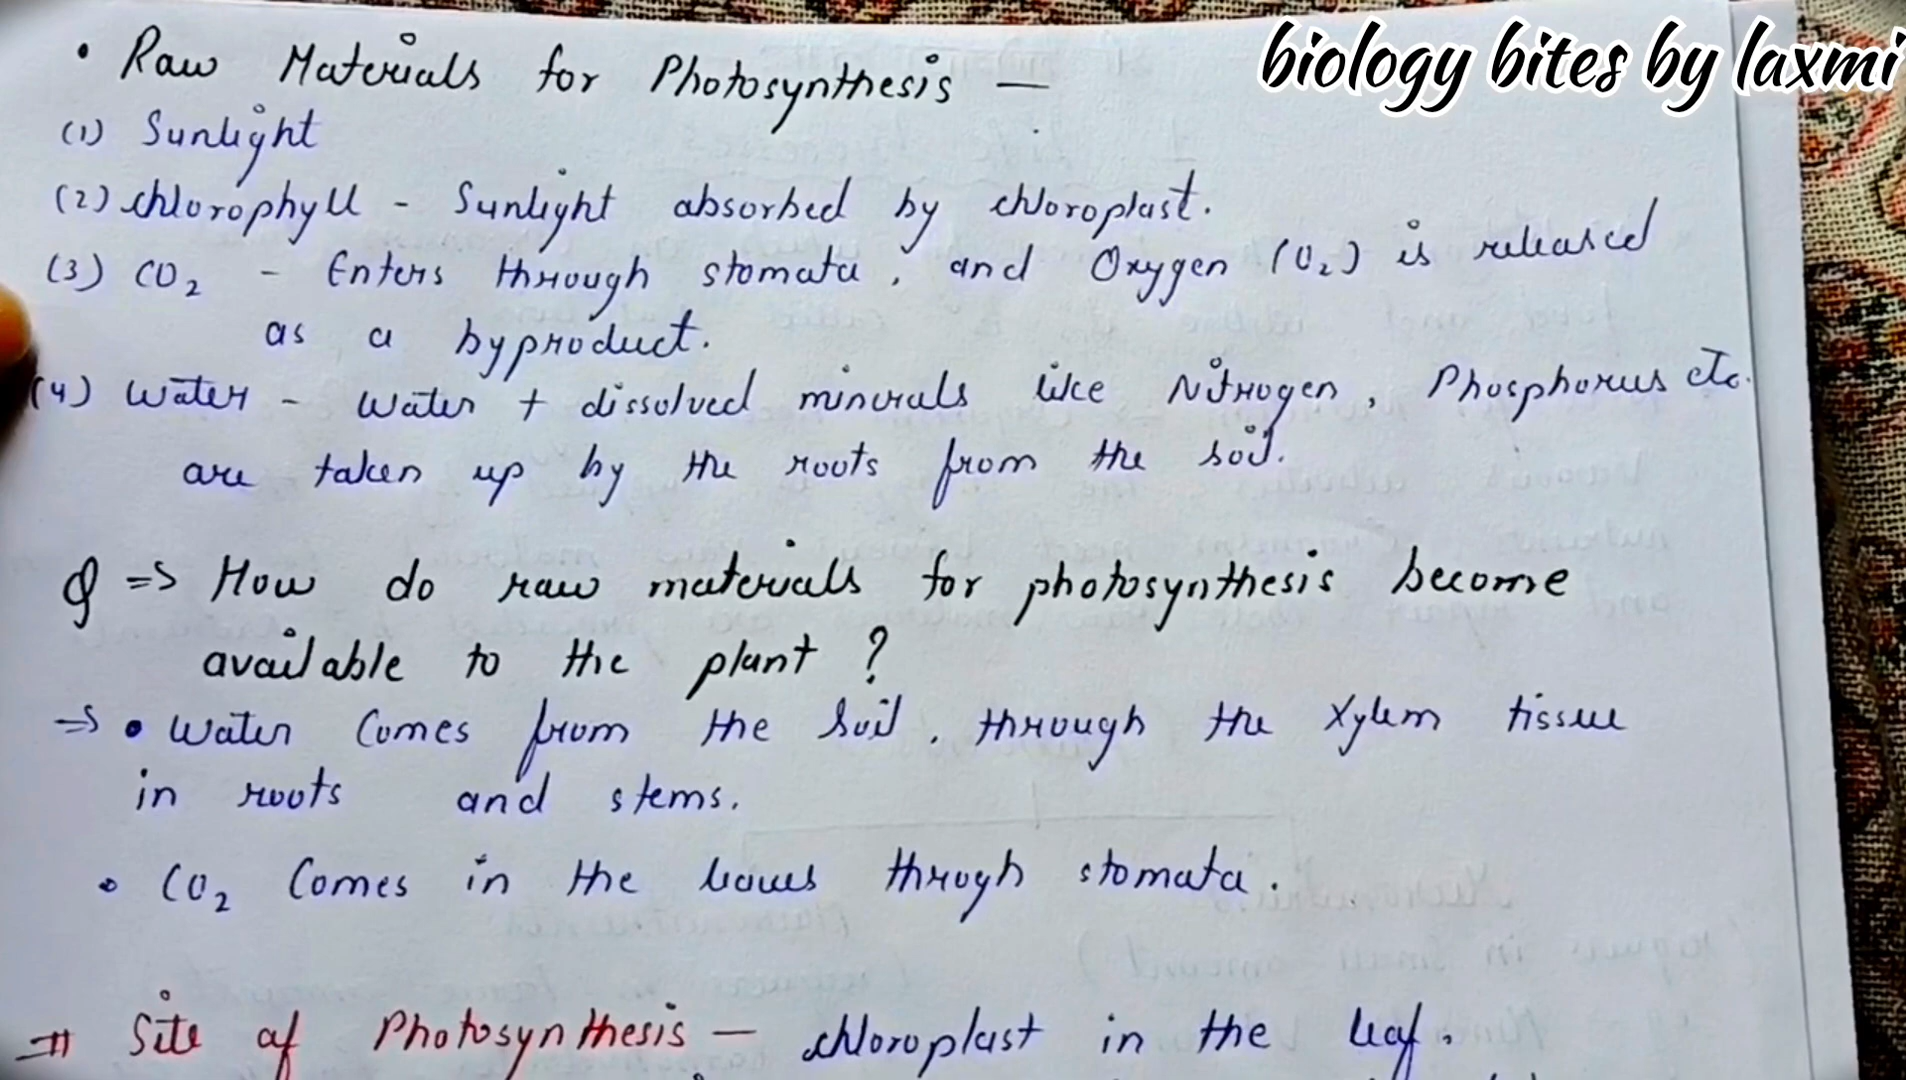 biology bites by laxmi
• Raw Materials for Photosynthesis —
(1) Sunlight
(2) chlorophyll - Sunlight absorbed by chloroplast.
(3) CO₂ - Enters through stomata, and Oxygen (O₂) is released
as a byproduct.
(4) Water - Water + dissolved minerals like Nitrogen, Phosphorus etc.
are taken up by the roots from the soil.
Q ⇒ How do raw materials for photosynthesis become
available to the plant ?
⇒ • Water Comes from the soil, through the Xylem tissue
in roots and stems.
• CO₂ Comes in the leaves throygh stomata.
⇒ Site of Photosynthesis — chloroplast in the leaf.